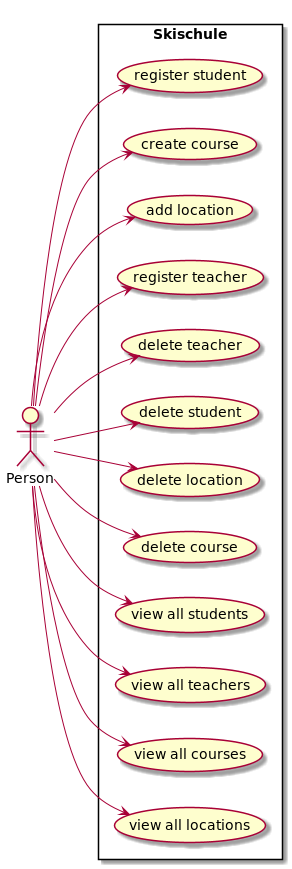 Skischule
register student
create course
add location
register teacher
delete teacher
delete student
Person
delete location
delete course
view all students
view all teachers
view all courses
view all locations